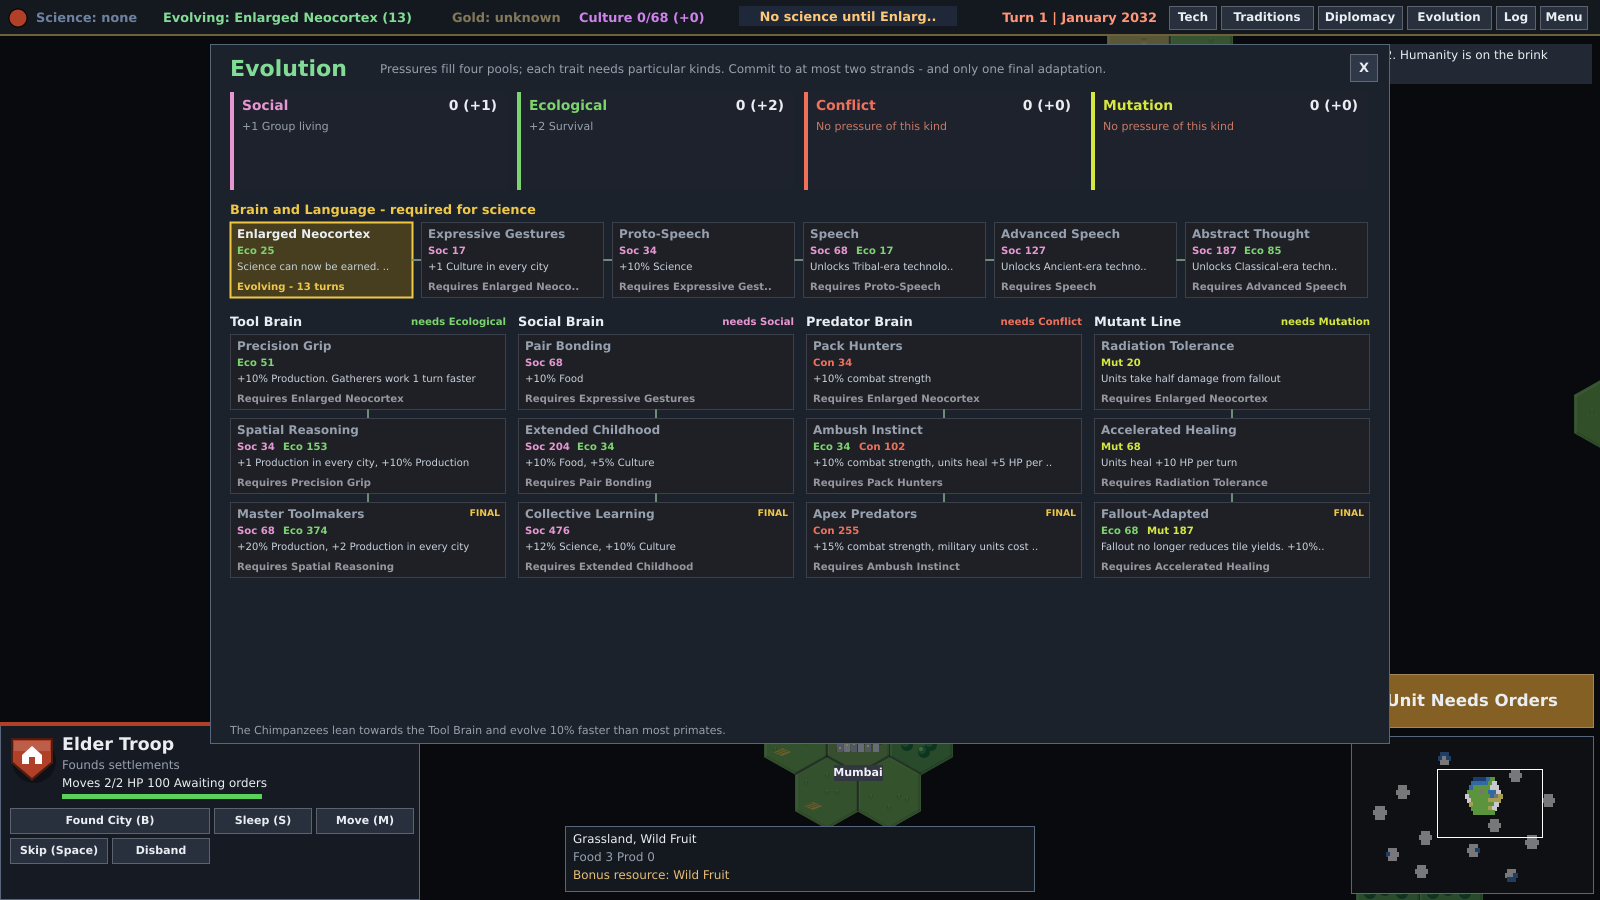 Science: none Evolving: Enlarged Neocortex (13) Gold: unknown Culture 0/68 (+0) No science until Enlarg.. Turn 1 | January 2032 Tech Traditions Diplomacy Evolution Log Menu
Evolution Pressures fill four pools; each trait needs particular kinds. Commit to at most two strands - and only one final adaptation. X
. Humanity is on the brink
Social 0 (+1)
+1 Group living
Ecological 0 (+2)
+2 Survival
Conflict 0 (+0)
No pressure of this kind
Mutation 0 (+0)
No pressure of this kind
Brain and Language - required for science
Enlarged Neocortex
Eco 25
Science can now be earned. ..
Evolving - 13 turns
Expressive Gestures
Soc 17
+1 Culture in every city
Requires Enlarged Neoco..
Proto-Speech
Soc 34
+10% Science
Requires Expressive Gest..
Speech
Soc 68 Eco 17
Unlocks Tribal-era technolo..
Requires Proto-Speech
Advanced Speech
Soc 127
Unlocks Ancient-era techno..
Requires Speech
Abstract Thought
Soc 187 Eco 85
Unlocks Classical-era techn..
Requires Advanced Speech
Tool Brain needs Ecological
Precision Grip
Eco 51
+10% Production. Gatherers work 1 turn faster
Requires Enlarged Neocortex
Spatial Reasoning
Soc 34 Eco 153
+1 Production in every city, +10% Production
Requires Precision Grip
Master Toolmakers FINAL
Soc 68 Eco 374
+20% Production, +2 Production in every city
Requires Spatial Reasoning
Social Brain needs Social
Pair Bonding
Soc 68
+10% Food
Requires Expressive Gestures
Extended Childhood
Soc 204 Eco 34
+10% Food, +5% Culture
Requires Pair Bonding
Collective Learning FINAL
Soc 476
+12% Science, +10% Culture
Requires Extended Childhood
Predator Brain needs Conflict
Pack Hunters
Con 34
+10% combat strength
Requires Enlarged Neocortex
Ambush Instinct
Eco 34 Con 102
+10% combat strength, units heal +5 HP per ..
Requires Pack Hunters
Apex Predators FINAL
Con 255
+15% combat strength, military units cost ..
Requires Ambush Instinct
Mutant Line needs Mutation
Radiation Tolerance
Mut 20
Units take half damage from fallout
Requires Enlarged Neocortex
Accelerated Healing
Mut 68
Units heal +10 HP per turn
Requires Radiation Tolerance
Fallout-Adapted FINAL
Eco 68 Mut 187
Fallout no longer reduces tile yields. +10%..
Requires Accelerated Healing
The Chimpanzees lean towards the Tool Brain and evolve 10% faster than most primates.
Unit Needs Orders
Elder Troop
Founds settlements
Moves 2/2 HP 100 Awaiting orders
Found City (B) Sleep (S) Move (M)
Skip (Space) Disband
Mumbai
Grassland, Wild Fruit
Food 3 Prod 0
Bonus resource: Wild Fruit